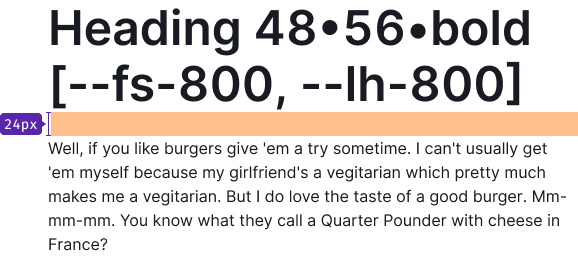 Heading 48•56•bold
[--fs-800, --lh-800]
24px
Well, if you like burgers give 'em a try sometime. I can't usually get
'em myself because my girlfriend's a vegitarian which pretty much
makes me a vegitarian. But I do love the taste of a good burger. Mm-
mm-mm. You know what they call a Quarter Pounder with cheese in
France?